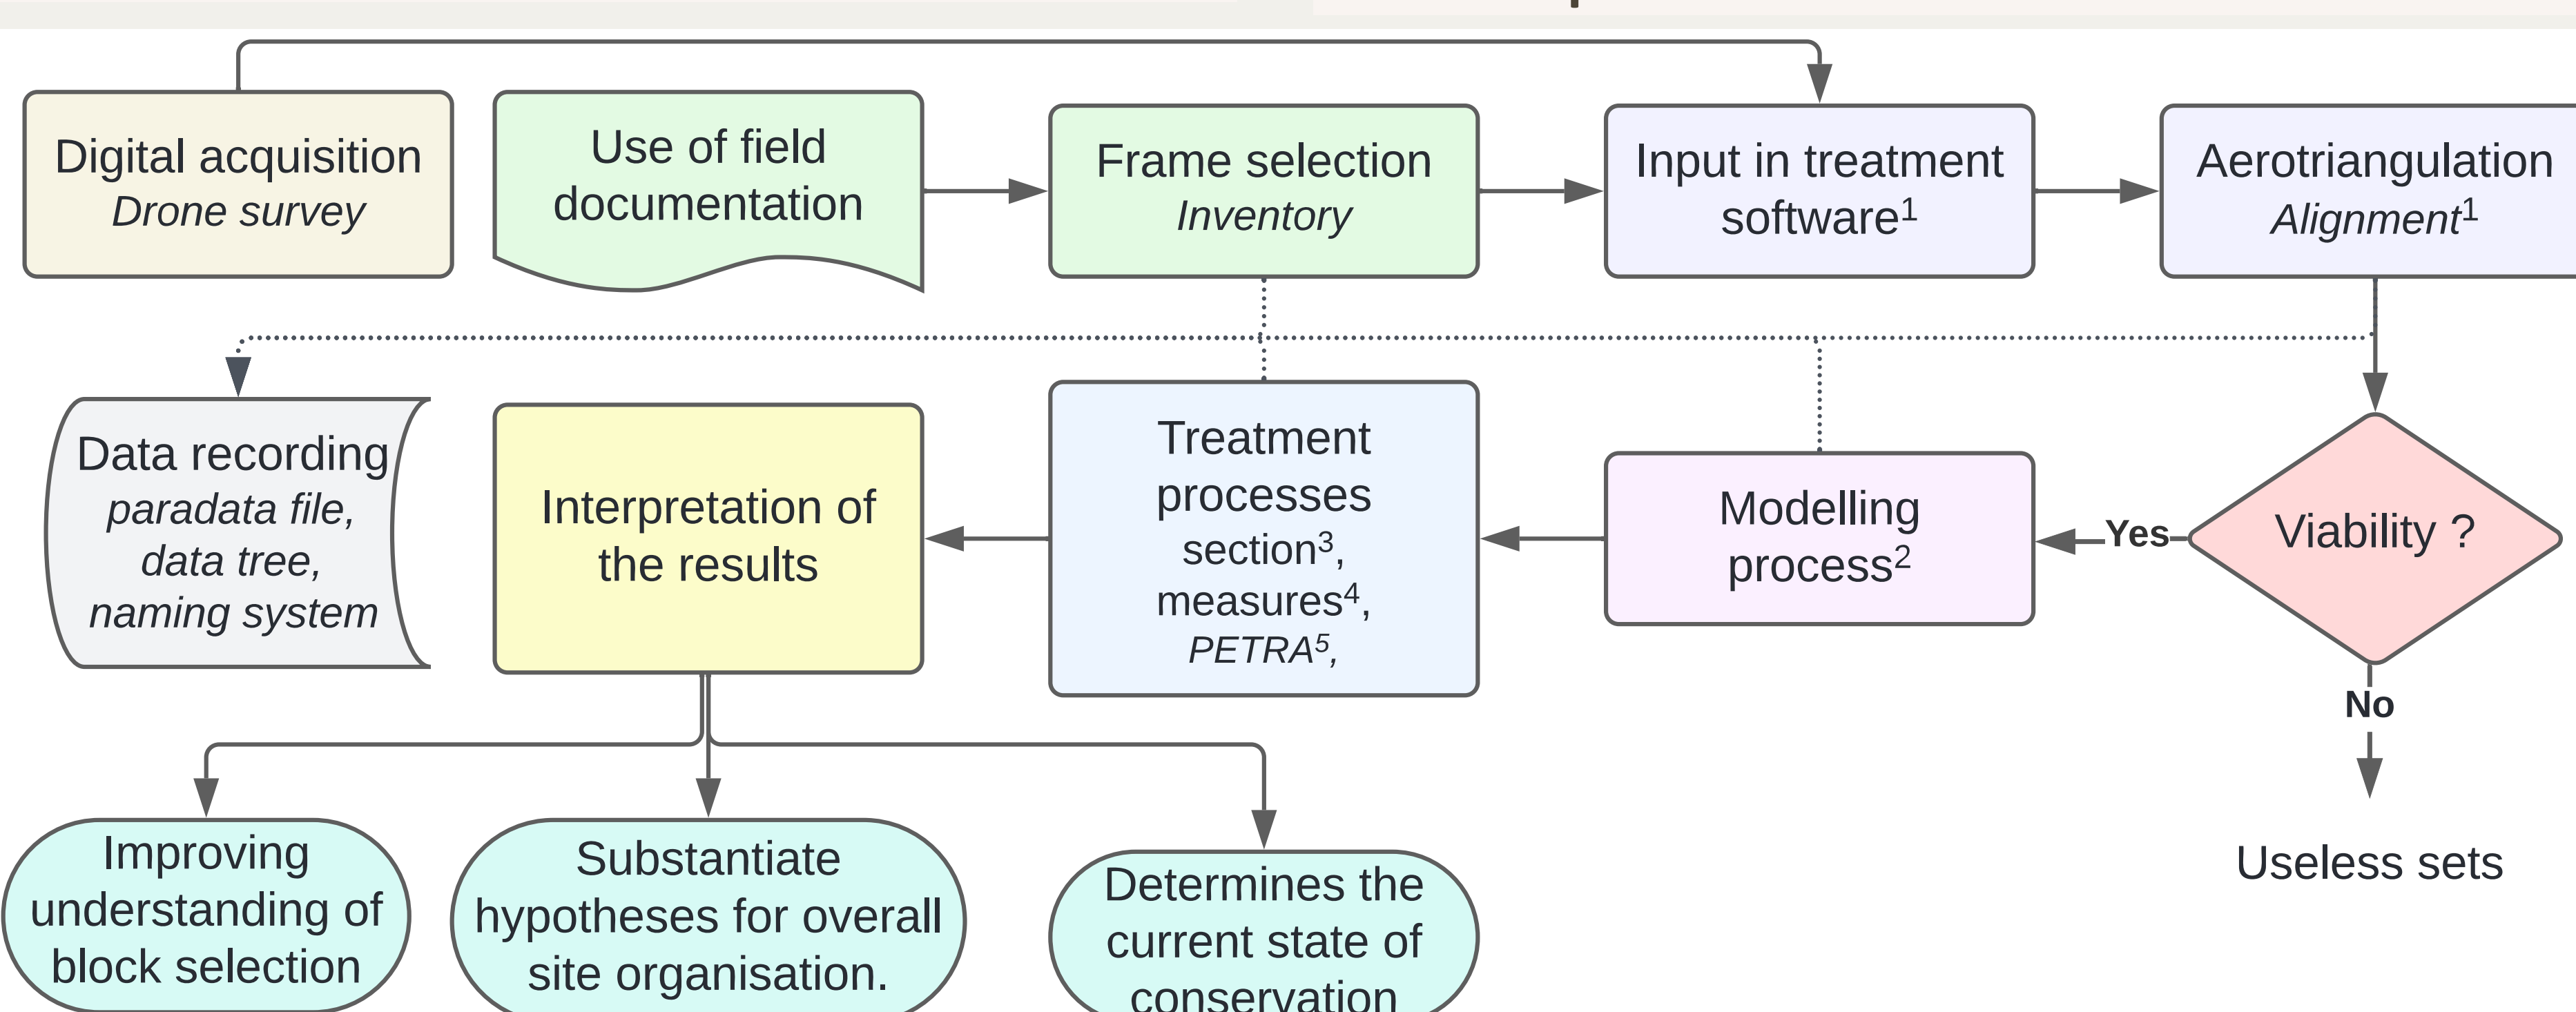 Digital acquisition
Drone survey
Use of field
documentation
Frame selection
Inventory
Input in treatment
software¹
Aerotriangulation
Alignment¹
Data recording
paradata file,
data tree,
naming system
Interpretation of
the results
Treatment
processes
section³,
measures⁴,
PETRA⁵,
Modelling
process²
Yes
Viability ?
No
Useless sets
Improving
understanding of
block selection
Substantiate
hypotheses for overall
site organisation.
Determines the
current state of
conservation